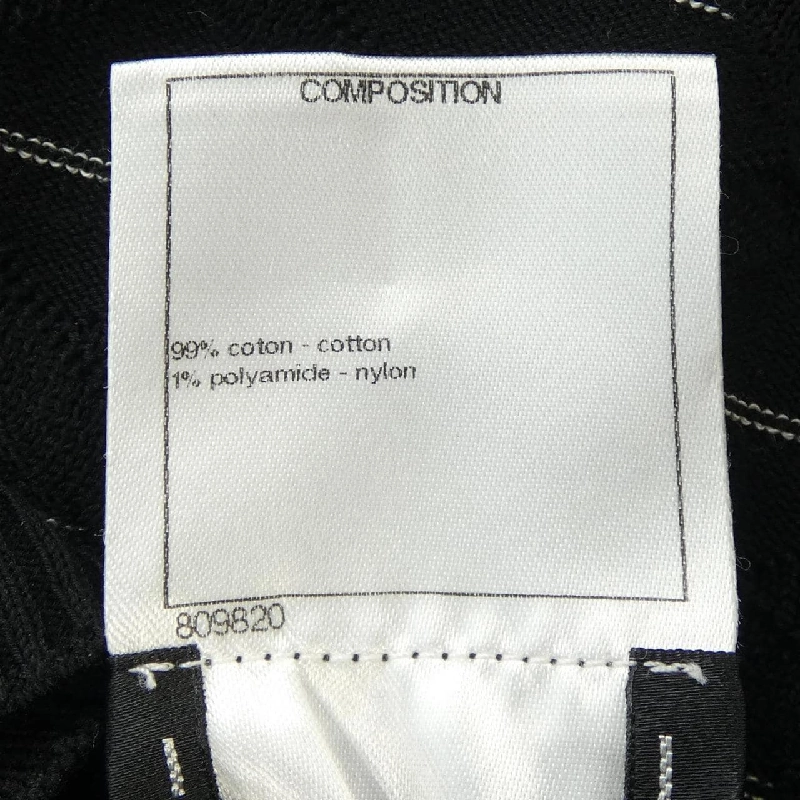 COMPOSITION
99% coton - cotton
1% polyamide - nylon
809820